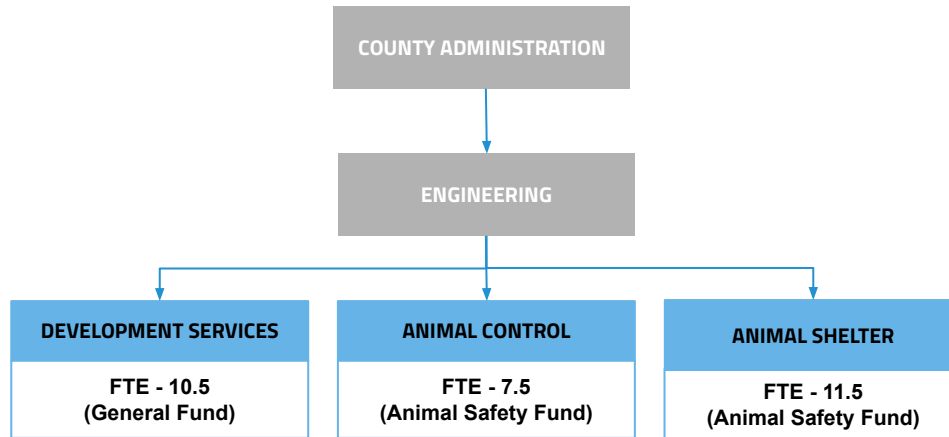 COUNTY ADMINISTRATION
ENGINEERING
DEVELOPMENT SERVICES
FTE - 10.5
(General Fund)
ANIMAL CONTROL
FTE - 7.5
(Animal Safety Fund)
ANIMAL SHELTER
FTE - 11.5
(Animal Safety Fund)